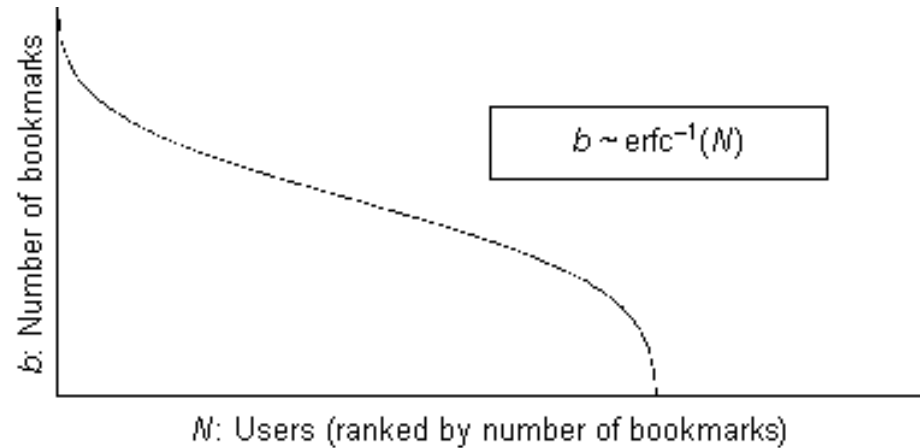 b: Number of bookmarks
b ~ erfc⁻¹(N)
N: Users (ranked by number of bookmarks)